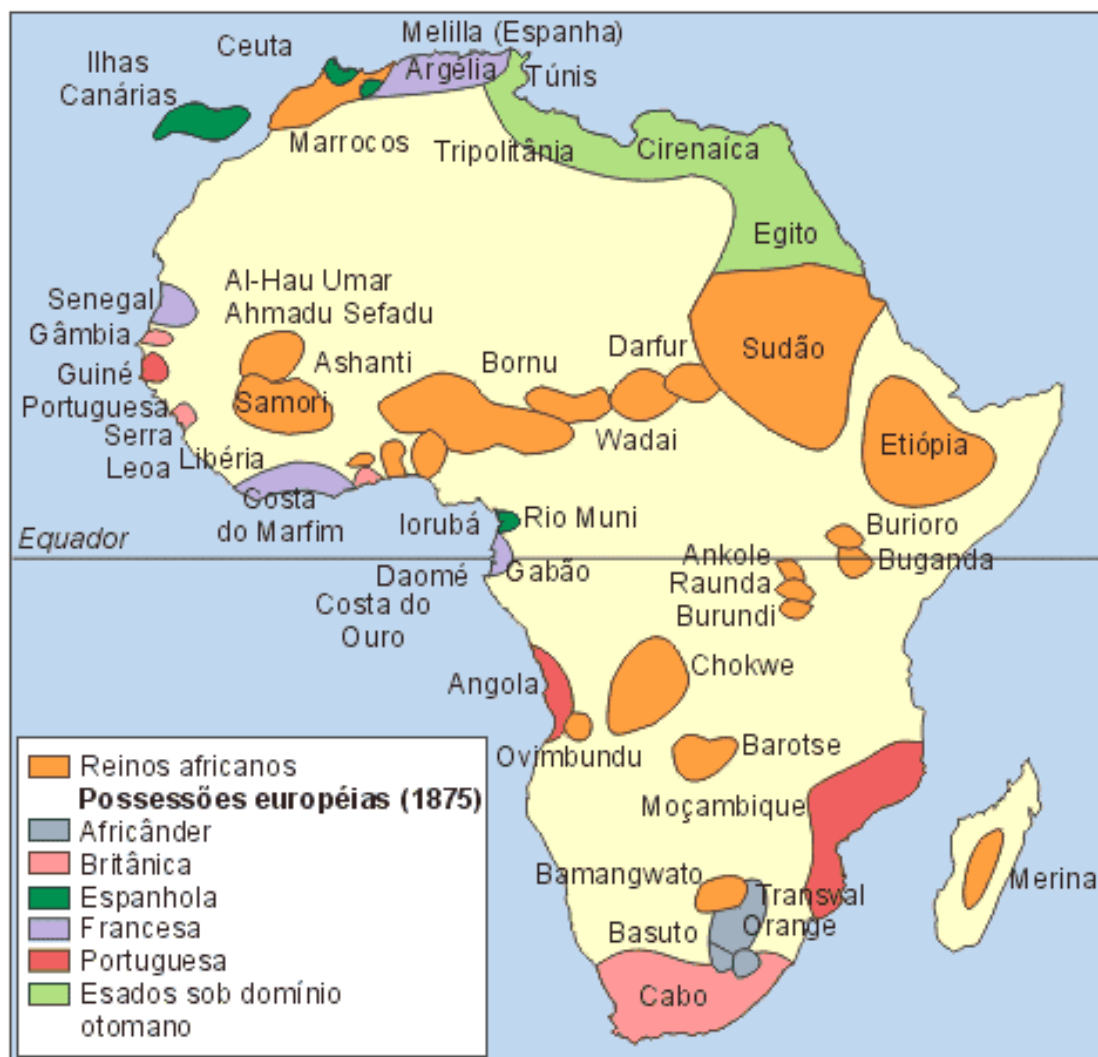 Melilla (Espanha)
Ceuta
Ilhas
Canárias
Argélia
Túnis
Marrocos
Tripolitânia
Cirenaíca
Egito
Al-Hau Umar
Ahmadu Sefadu
Senegal
Gâmbia
Guiné
Portuguesa
Serra
Leoa
Libéria
Ashanti
Samori
Bornu
Darfur
Wadai
Sudão
Etiópia
Costa
do Marfim
Iorubá
Rio Muni
Equador
Daomé
Gabão
Costa do
Ouro
Burioro
Buganda
Ankole
Raunda
Burundi
Angola
Chokwe
Ovimbundu
Barotse
Moçambique
Bamangwato
Transval
Orange
Basuto
Cabo
Merina
Reinos africanos
Possessões européias (1875)
Africânder
Britânica
Espanhola
Francesa
Portuguesa
Esados sob domínio
otomano